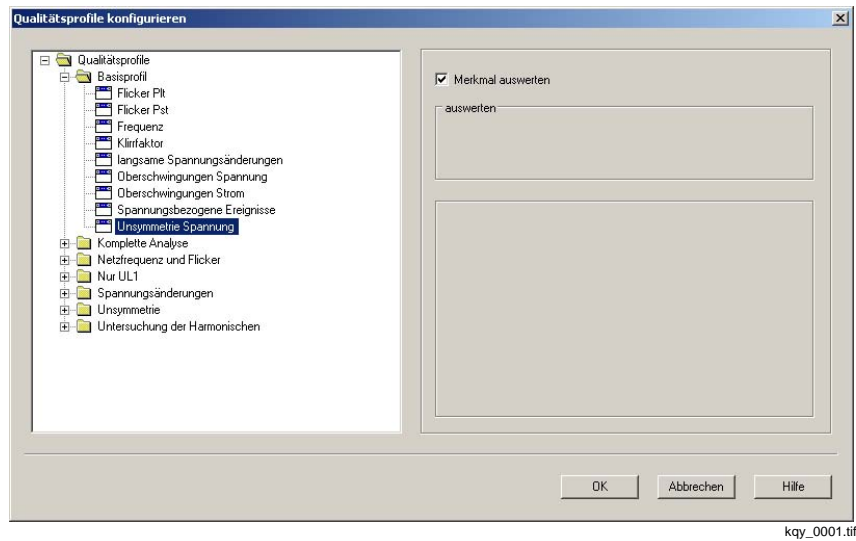 Qualitätsprofile konfigurieren
Qualitätsprofile
Basisprofil
Flicker Plt
Flicker Pst
Frequenz
Klirrfaktor
langsame Spannungsänderungen
Oberschwingungen Spannung
Oberschwingungen Strom
Spannungsbezogene Ereignisse
Unsymmetrie Spannung
Komplette Analyse
Netzfrequenz und Flicker
Nur UL1
Spannungsänderungen
Unsymmetrie
Untersuchung der Harmonischen
Merkmal auswerten
auswerten
OK
Abbrechen
Hilfe
kqy_0001.tif